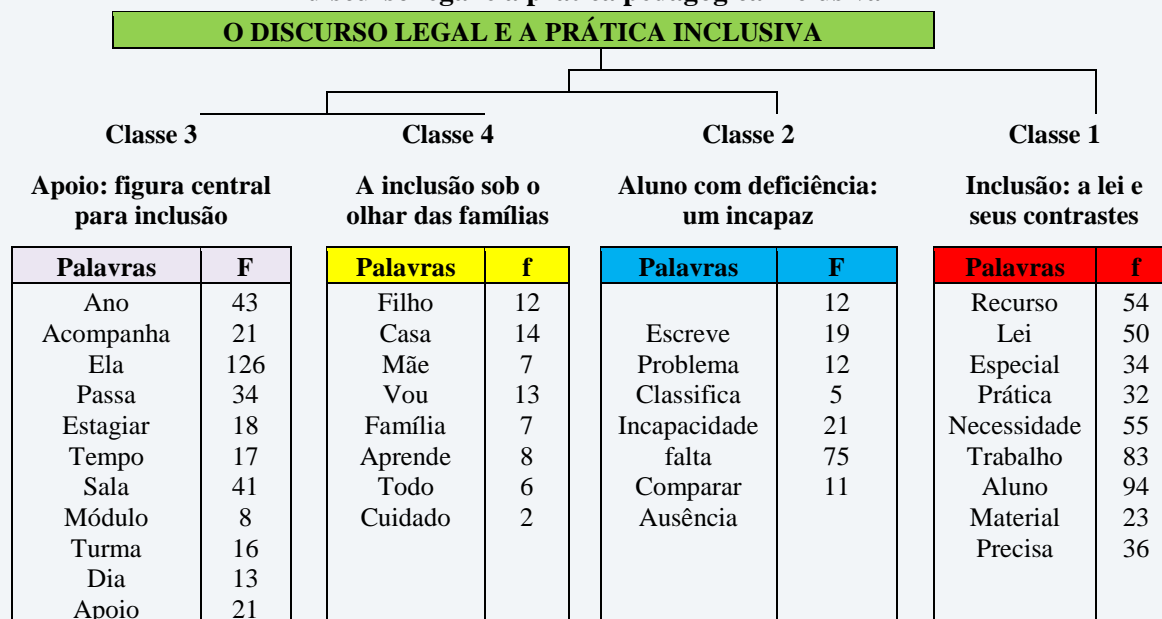 O DISCURSO LEGAL E A PRÁTICA INCLUSIVA
Classe 3
Apoio: figura central
para inclusão
Palavras F
Ano 43
Acompanha 21
Ela 126
Passa 34
Estagiar 18
Tempo 17
Sala 41
Módulo 8
Turma 16
Dia 13
Apoio 21
Classe 4
A inclusão sob o
olhar das famílias
Palavras f
Filho 12
Casa 14
Mãe 7
Vou 13
Família 7
Aprende 8
Todo 6
Cuidado 2
Classe 2
Aluno com deficiência:
um incapaz
Palavras F
12
Escreve 19
Problema 12
Classifica 5
Incapacidade 21
falta 75
Comparar 11
Ausência
Classe 1
Inclusão: a lei e
seus contrastes
Palavras f
Recurso 54
Lei 50
Especial 34
Prática 32
Necessidade 55
Trabalho 83
Aluno 94
Material 23
Precisa 36